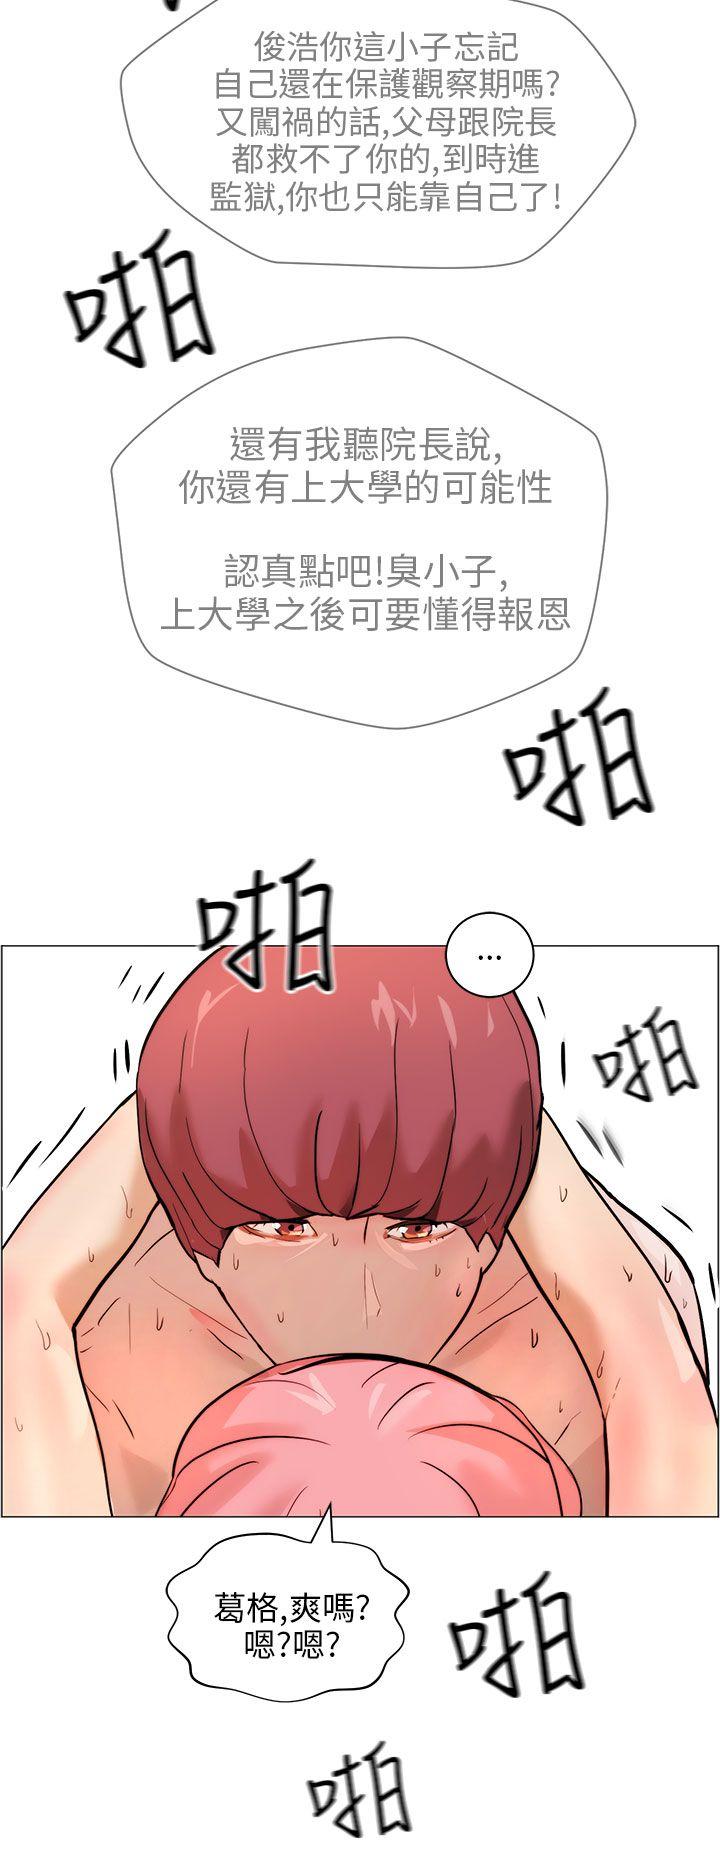 俊浩你這小子忘記
自己還在保護觀察期嗎?
又闖禍的話,父母跟院長
都救不了你的,到時進
監獄,你也只能靠自己了!
啪
還有我聽院長說,
你還有上大學的可能性
認真點吧!臭小子,
上大學之後可要懂得報恩
啪
啪
...
啪
葛格,爽嗎?
嗯?嗯?
啪
啪